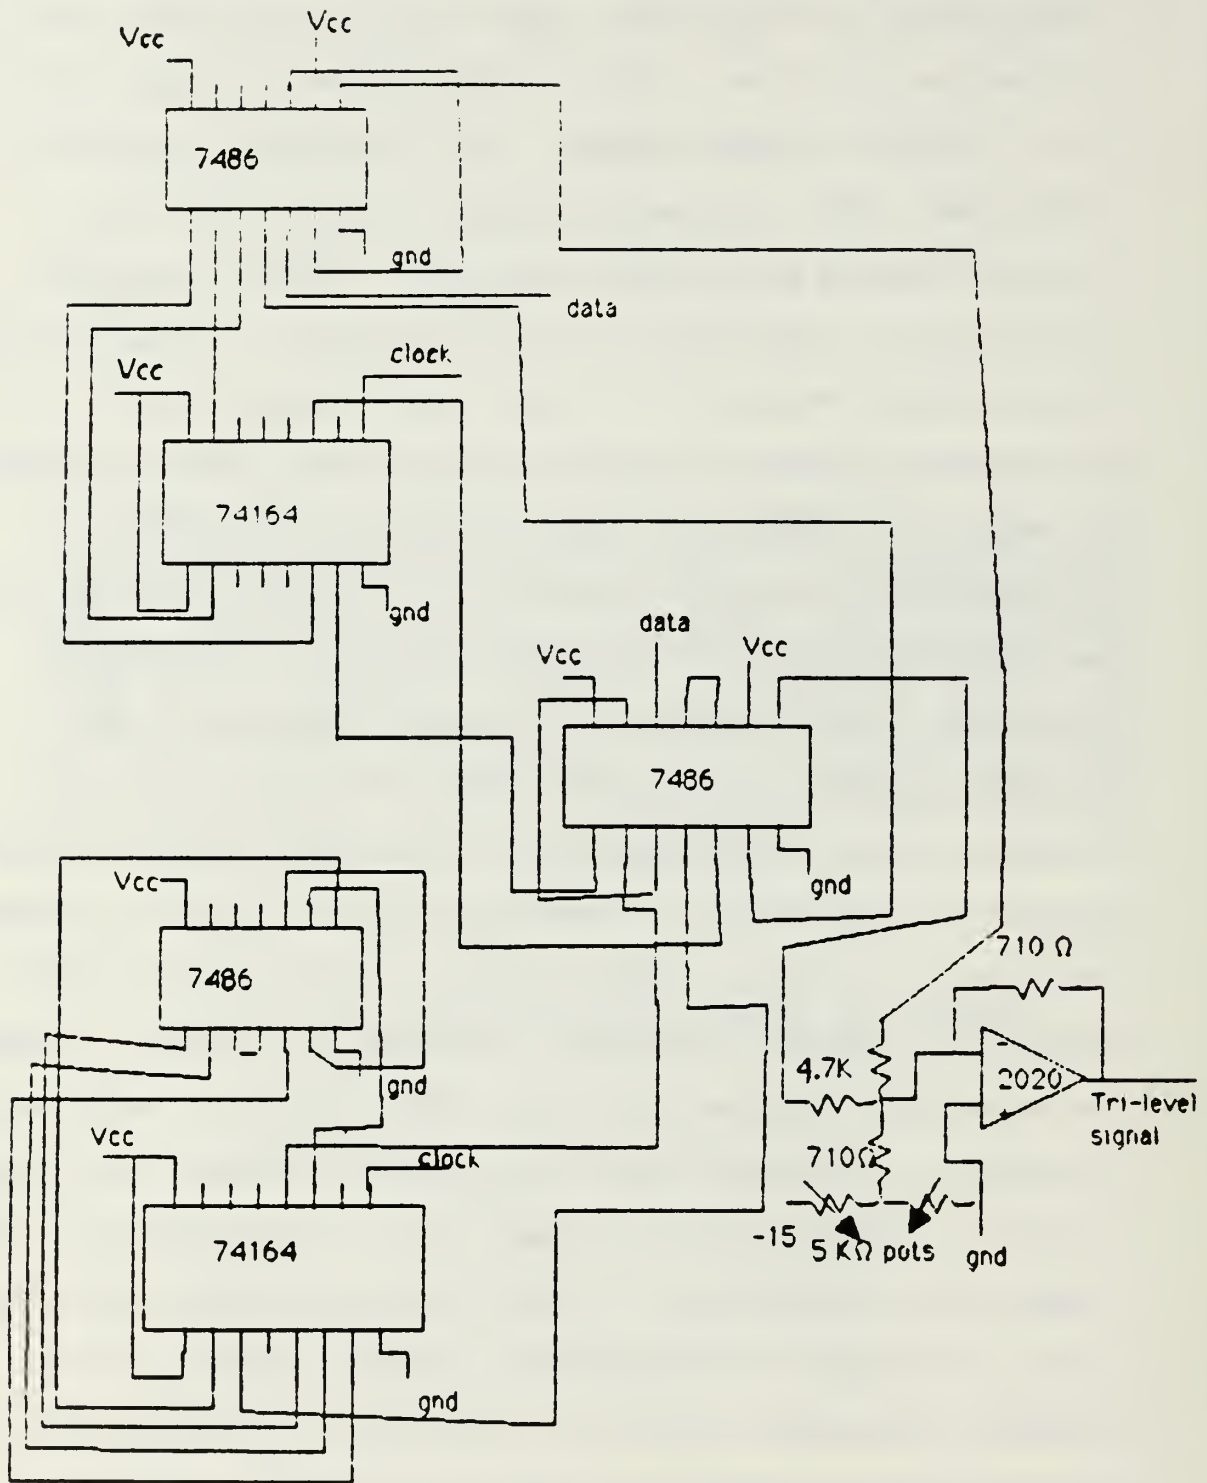 Vcc
Vcc
7486
gnd
data
Vcc
clock
74164
gnd
data
Vcc
Vcc
7486
gnd
Vcc
7486
gnd
710 Ω
4.7K
2020
Tri-level
signal
710Ω
-15
5 KΩ pots
gnd
Vcc
clock
74164
gnd